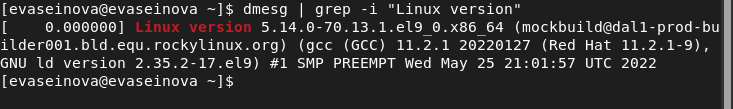 [evaseinova@evaseinova ~]$ dmesg | grep -i "Linux version"
[    0.000000] Linux version 5.14.0-70.13.1.el9_0.x86_64 (mockbuild@dal1-prod-bu
ilder001.bld.equ.rockylinux.org) (gcc (GCC) 11.2.1 20220127 (Red Hat 11.2.1-9),
GNU ld version 2.35.2-17.el9) #1 SMP PREEMPT Wed May 25 21:01:57 UTC 2022
[evaseinova@evaseinova ~]$